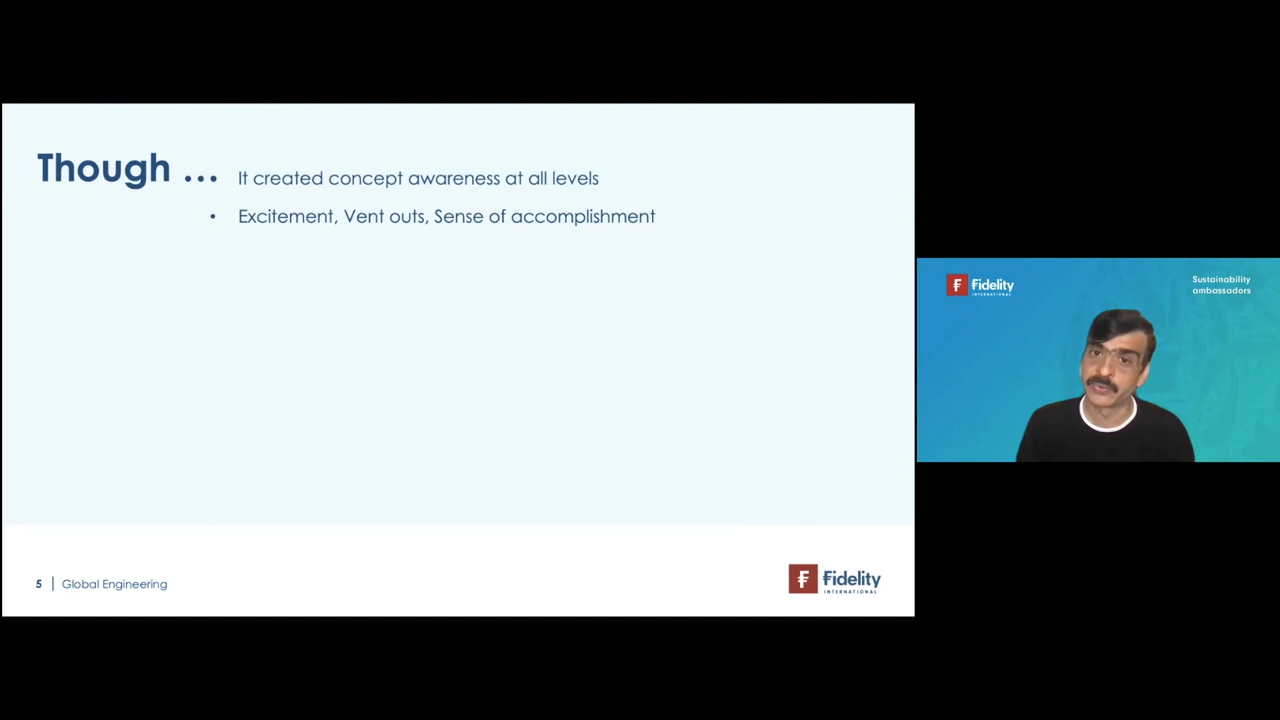 Though ...
It created concept awareness at all levels
• Excitement, Vent outs, Sense of accomplishment
5 | Global Engineering
Fidelity
INTERNATIONAL
Fidelity
INTERNATIONAL
Sustainability
ambassadors